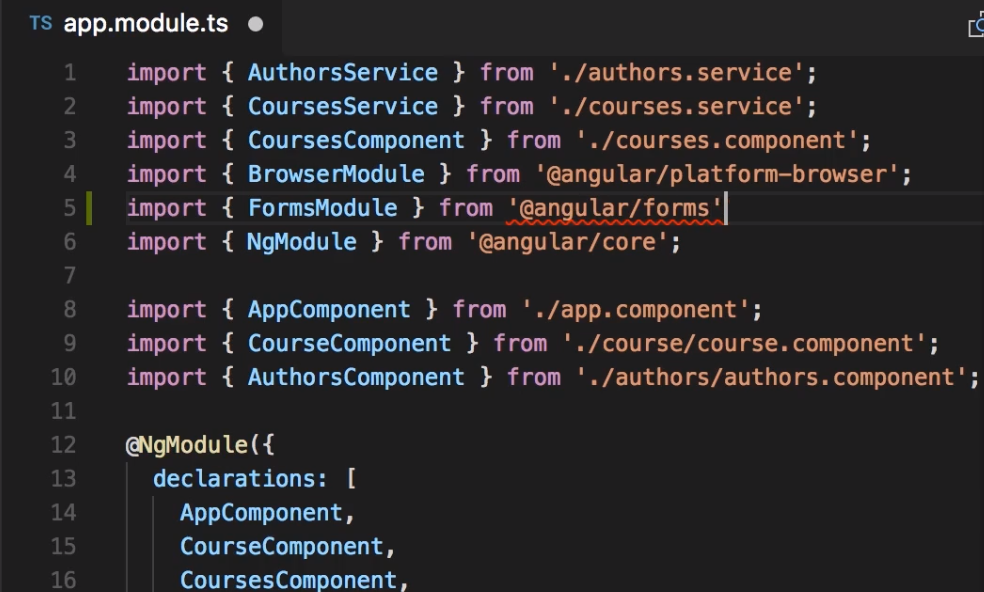 TS app.module.ts
1 import { AuthorsService } from './authors.service';
2 import { CoursesService } from './courses.service';
3 import { CoursesComponent } from './courses.component';
4 import { BrowserModule } from '@angular/platform-browser';
5 import { FormsModule } from '@angular/forms'
6 import { NgModule } from '@angular/core';
7
8 import { AppComponent } from './app.component';
9 import { CourseComponent } from './course/course.component';
10 import { AuthorsComponent } from './authors/authors.component';
11
12 @NgModule({
13 declarations: [
14 AppComponent,
15 CourseComponent,
16 CoursesComponent,